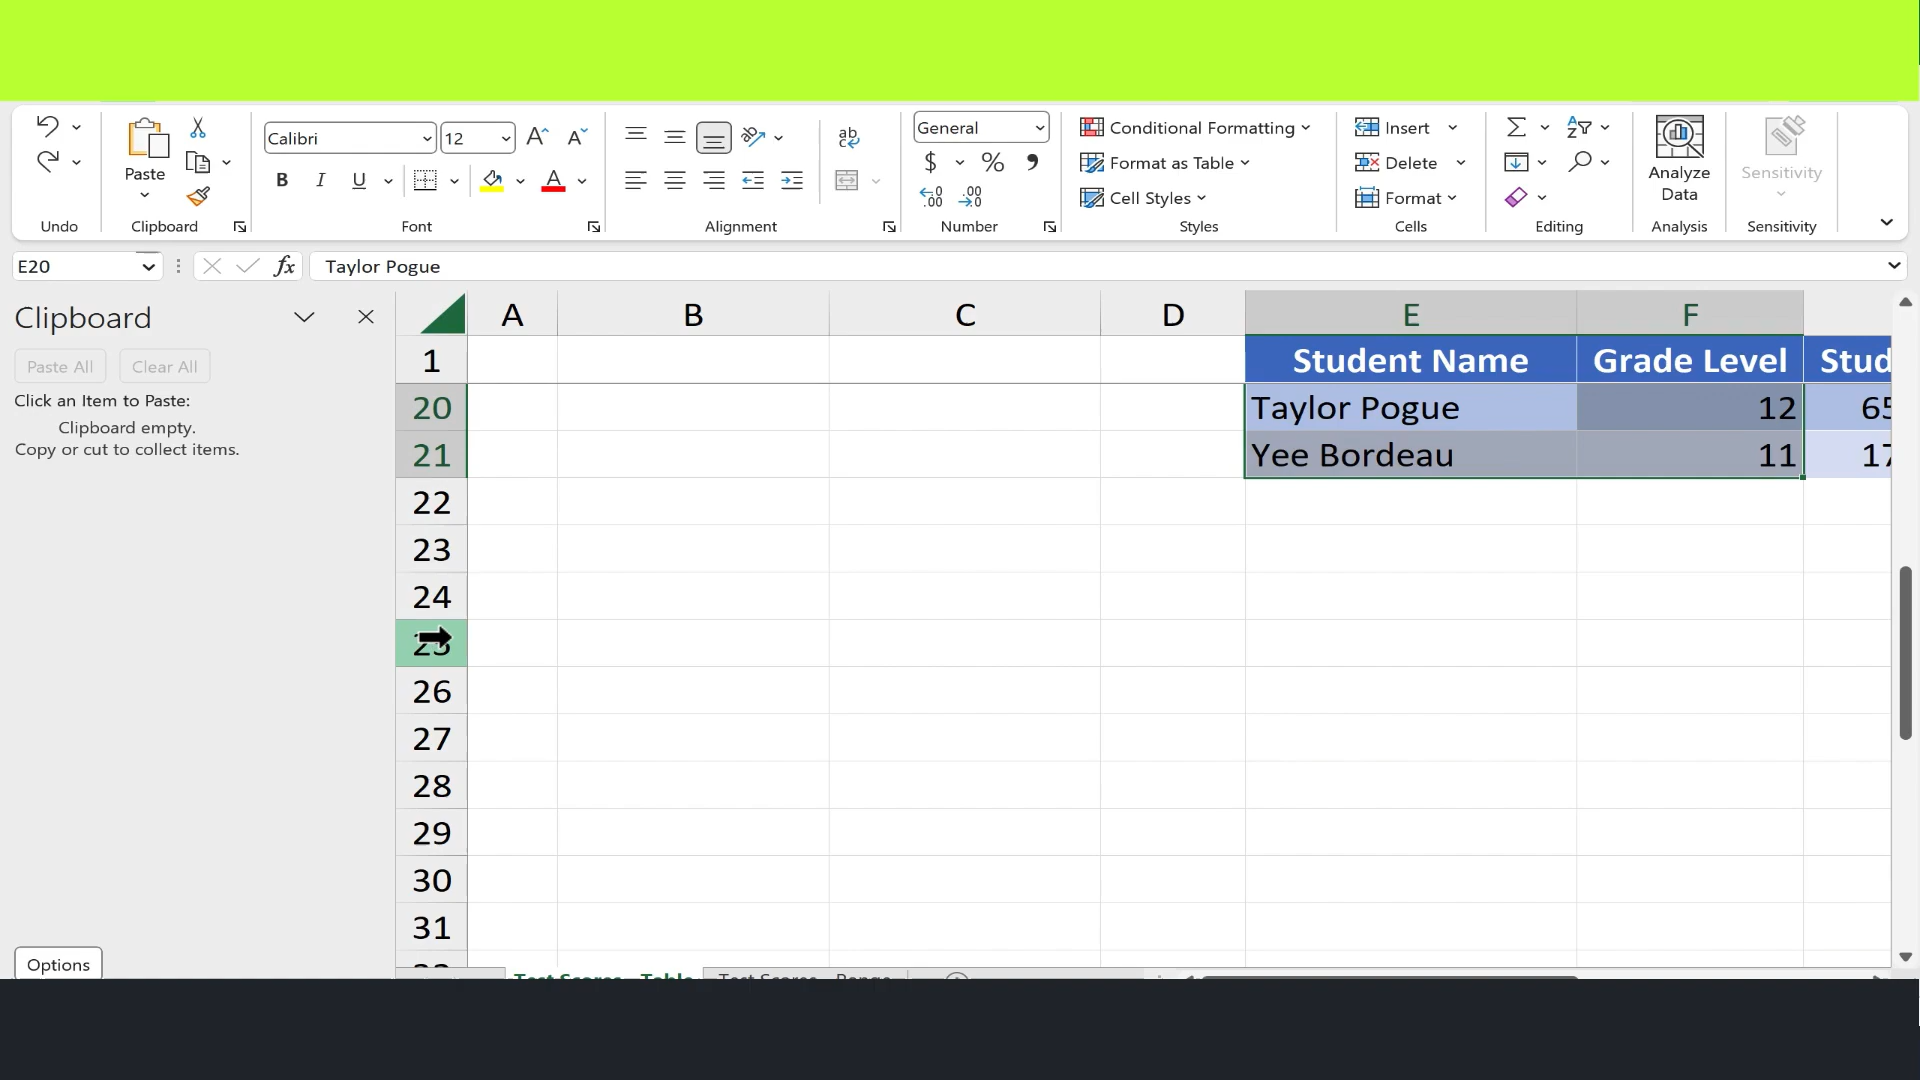 Calibri 12 ab General Conditional Formatting Insert
Paste $ % Format as Table Delete Analyze Data Sensitivity
B I U A Cell Styles Format
Undo Clipboard Font Alignment Number Styles Cells Editing Analysis Sensitivity
E20 fx Taylor Pogue
Clipboard
Paste All Clear All
Click an Item to Paste:
Clipboard empty.
Copy or cut to collect items.
Options
A B C D E F
1 Student Name Grade Level
20 Taylor Pogue 12
21 Yee Bordeau 11
22
23
24
26
27
28
29
30
31